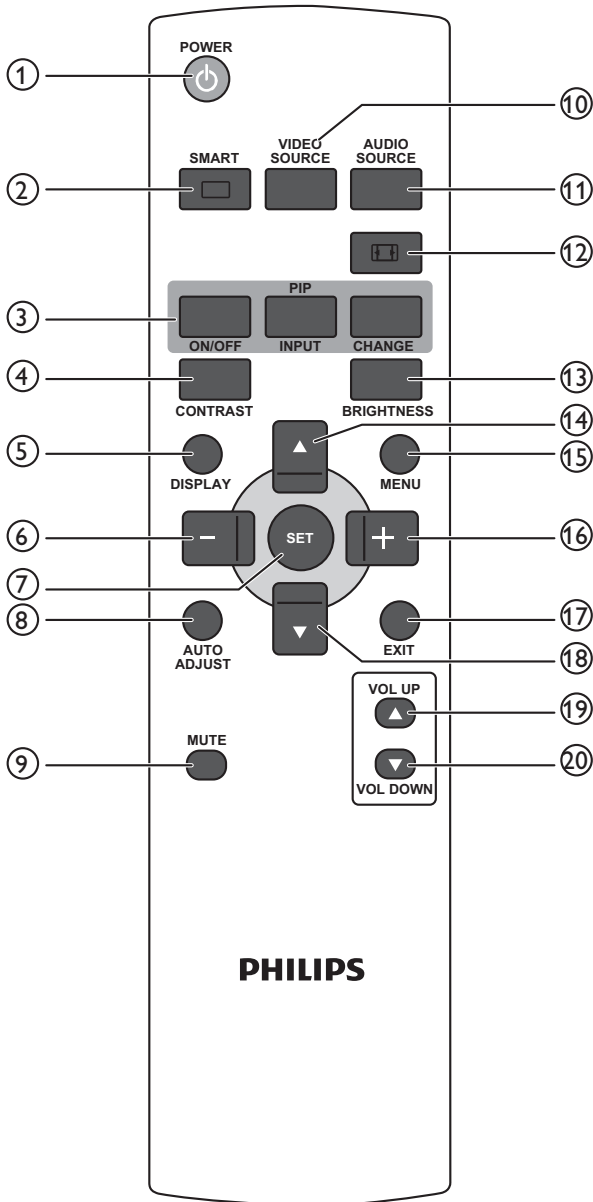 POWER
1
10
VIDEO
SOURCE
AUDIO
SOURCE
SMART
2
11
12
PIP
3
ON/OFF
INPUT
CHANGE
4
13
CONTRAST
BRIGHTNESS
14
5
15
DISPLAY
MENU
6
−
SET
+
16
7
8
17
AUTO
ADJUST
EXIT
18
VOL UP
19
MUTE
9
20
VOL DOWN
PHILIPS